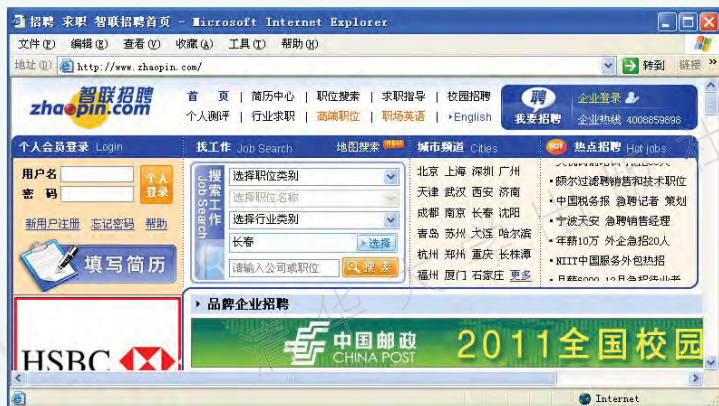 招聘 求职 智联招聘首页 - Microsoft Internet Explorer
文件(F) 编辑(E) 查看(V) 收藏(A) 工具(T) 帮助(H)
地址(D) http://www.zhaopin.com/ 转到 链接 »
智联招聘
zhaopin.com
首 页 | 简历中心 | 职位搜索 | 求职指导 | 校园招聘
个人测评 | 行业求职 | 高端职位 | 职场英语 | English
聘
我要招聘
企业登录
企业热线 4008859898
个人会员登录 Login
用户名
密 码
个人登录
新用户注册 忘记密码 帮助
填写简历
找工作 Job Search 地图搜索
搜索工作
Job Search
选择职位类别
选择职位名称
选择行业类别
长春 选择
请输入公司或职位 搜索
城市频道 Cities
北京 上海 深圳 广州
天津 武汉 西安 济南
成都 南京 长春 沈阳
青岛 苏州 大连 哈尔滨
杭州 郑州 重庆 长株潭
福州 厦门 石家庄 更多
HOT 热点招聘 Hot jobs
·颇尔过滤聘销售和技术职位
·中国税务报 急聘记者 策划
·宁波天安 急聘销售经理
·年薪10万 外企急招20人
·NIIT中国服务外包热招
品牌企业招聘
HSBC
中国邮政
CHINA POST
2011全国校园
Internet